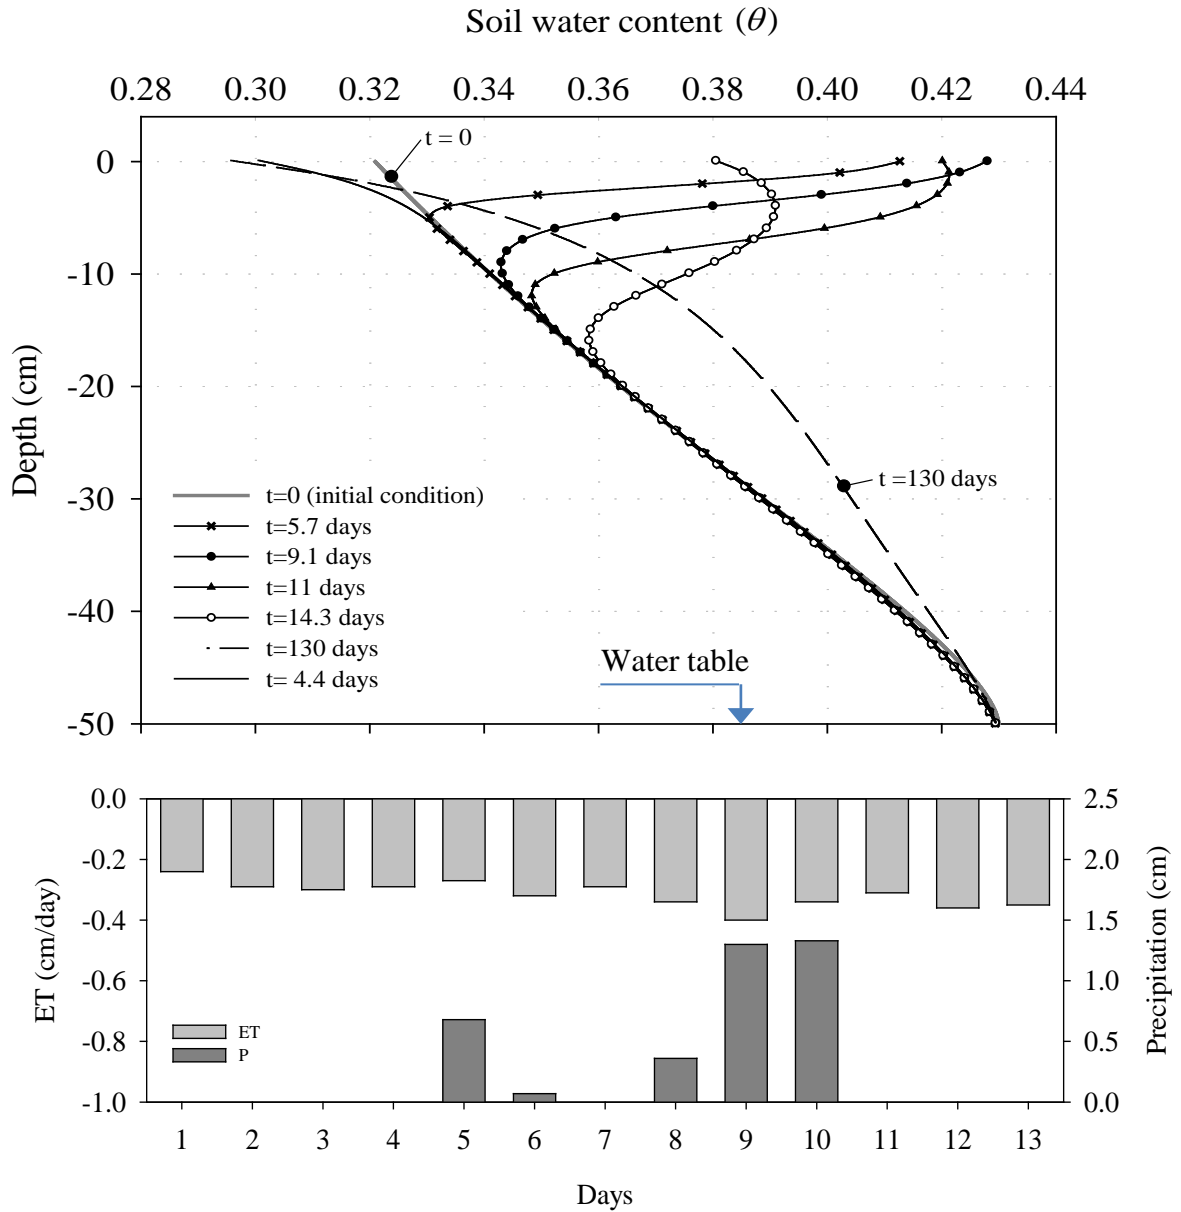 Soil water content (θ)
0.28 0.30 0.32 0.34 0.36 0.38 0.40 0.42 0.44
t = 0
0
-10
-20
-30
-40
-50
Depth (cm)
t =130 days
t=0 (initial condition)
t=5.7 days
t=9.1 days
t=11 days
t=14.3 days
t=130 days
t= 4.4 days
Water table
0.0
-0.2
-0.4
-0.6
-0.8
-1.0
ET (cm/day)
2.5
2.0
1.5
1.0
0.5
0.0
Precipitation (cm)
ET
P
1 2 3 4 5 6 7 8 9 10 11 12 13
Days